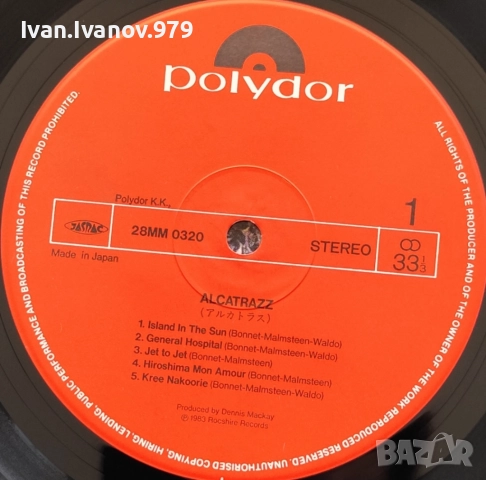 Ivan.Ivanov.979
polydor
Polydor K.K.,
1
JASRAC
28MM 0320
STEREO
33 1/3
Made in Japan
ALCATRAZZ
(アルカトラス)
1. Island In The Sun (Bonnet-Malmsteen-Waldo)
2. General Hospital (Bonnet-Malmsteen-Waldo)
3. Jet to Jet (Bonnet-Malmsteen)
4. Hiroshima Mon Amour (Bonnet-Malmsteen)
5. Kree Nakoorie (Bonnet-Malmsteen-Waldo)
Produced by Dennis Mackay
℗ 1983 Rocshire Records
ALL RIGHTS OF THE PRODUCER AND OF THE OWNER OF THE WORK REPRODUCED RESERVED. UNAUTHORISED COPYING, HIRING, LENDING, PUBLIC PERFORMANCE AND BROADCASTING OF THIS RECORD PROHIBITED.
BAZAR